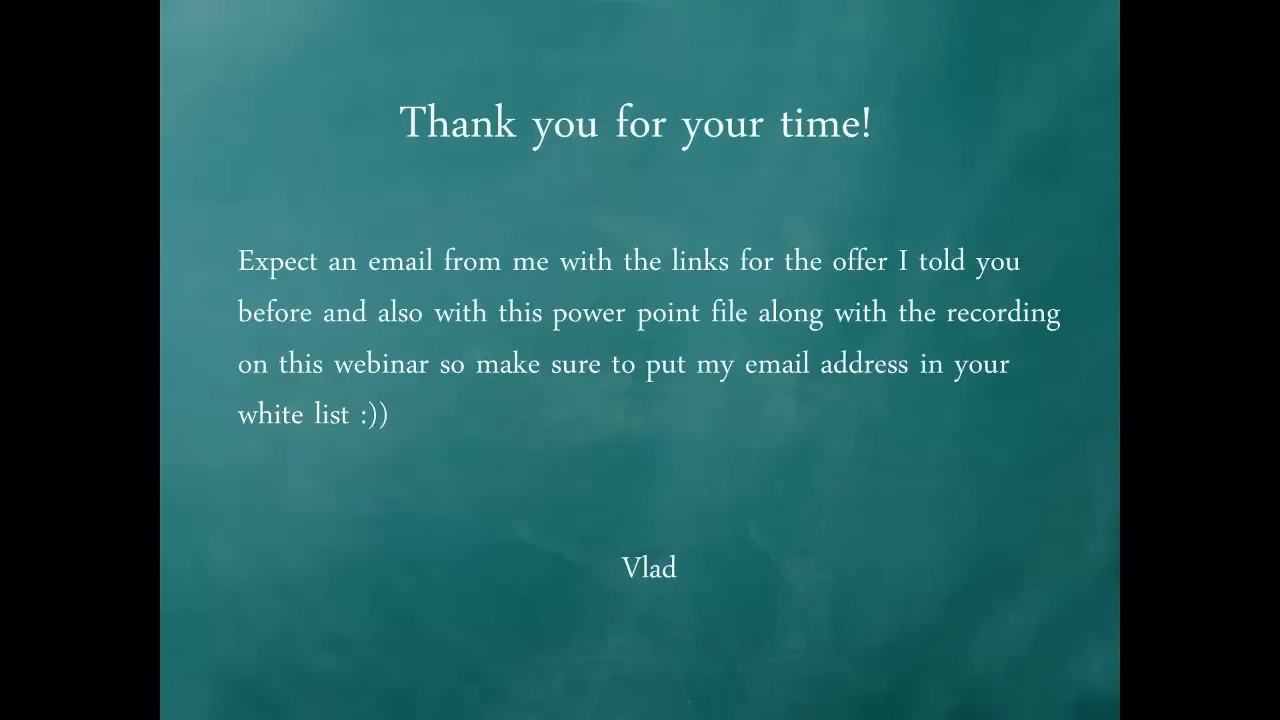 Thank you for your time!
Expect an email from me with the links for the offer I told you
before and also with this power point file along with the recording
on this webinar so make sure to put my email address in your
white list :))
Vlad